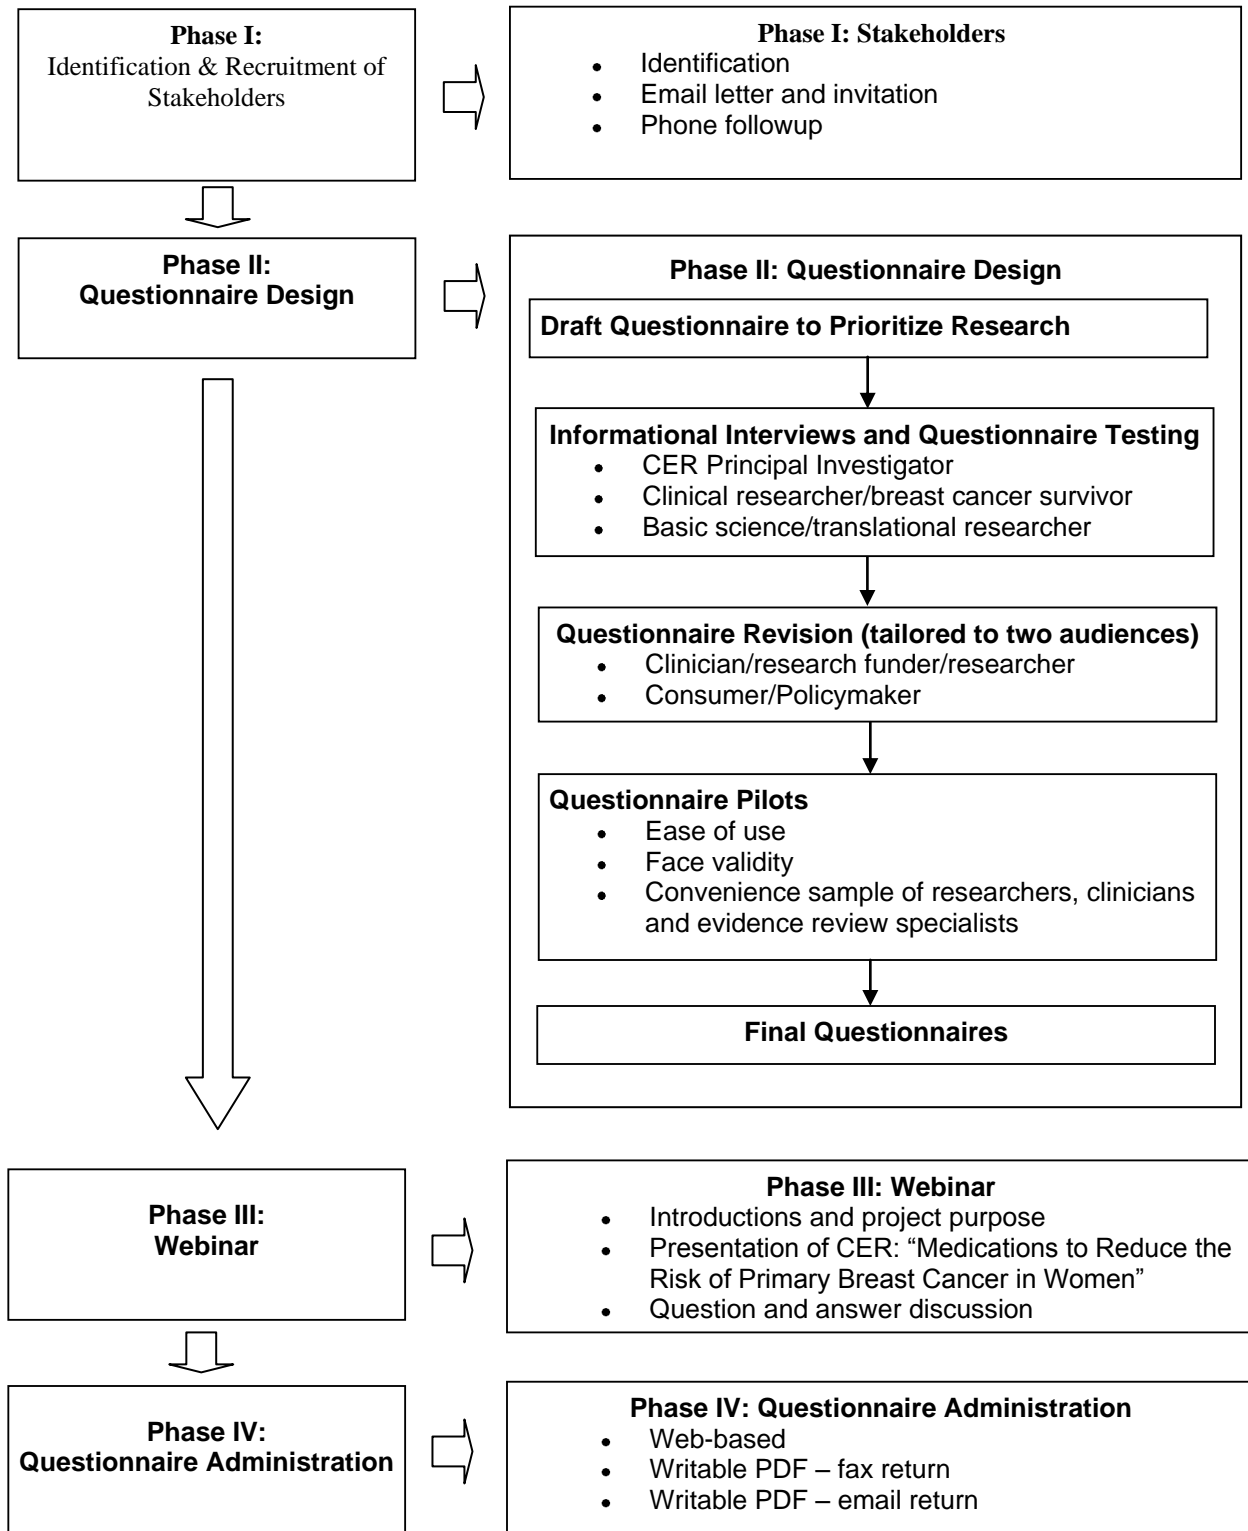 Phase I:
Identification & Recruitment of
Stakeholders
Phase I: Stakeholders
• Identification
• Email letter and invitation
• Phone followup
Phase II:
Questionnaire Design
Phase II: Questionnaire Design
Draft Questionnaire to Prioritize Research
Informational Interviews and Questionnaire Testing
• CER Principal Investigator
• Clinical researcher/breast cancer survivor
• Basic science/translational researcher
Questionnaire Revision (tailored to two audiences)
• Clinician/research funder/researcher
• Consumer/Policymaker
Questionnaire Pilots
• Ease of use
• Face validity
• Convenience sample of researchers, clinicians
and evidence review specialists
Final Questionnaires
Phase III:
Webinar
Phase III: Webinar
• Introductions and project purpose
• Presentation of CER: “Medications to Reduce the
Risk of Primary Breast Cancer in Women”
• Question and answer discussion
Phase IV:
Questionnaire Administration
Phase IV: Questionnaire Administration
• Web-based
• Writable PDF – fax return
• Writable PDF – email return